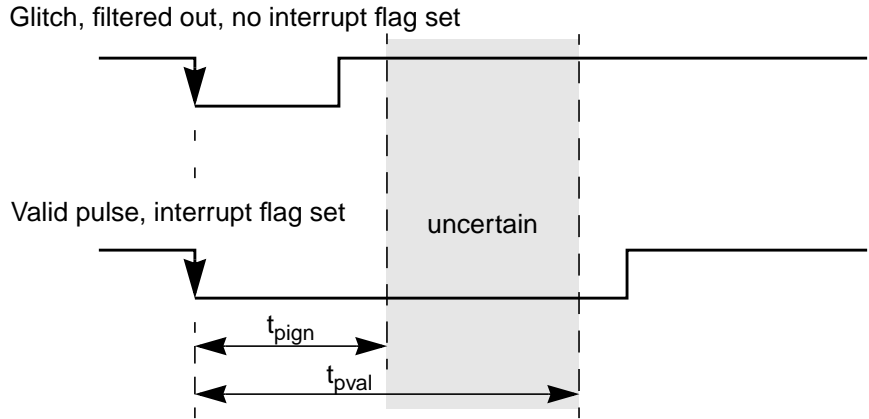 Glitch, filtered out, no interrupt flag set
Valid pulse, interrupt flag set
uncertain
tpign
tpval